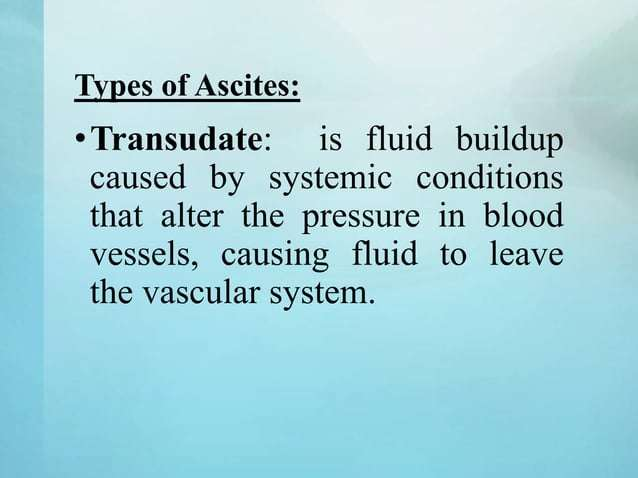 Types of Ascites:
•Transudate: is fluid buildup
caused by systemic conditions
that alter the pressure in blood
vessels, causing fluid to leave
the vascular system.